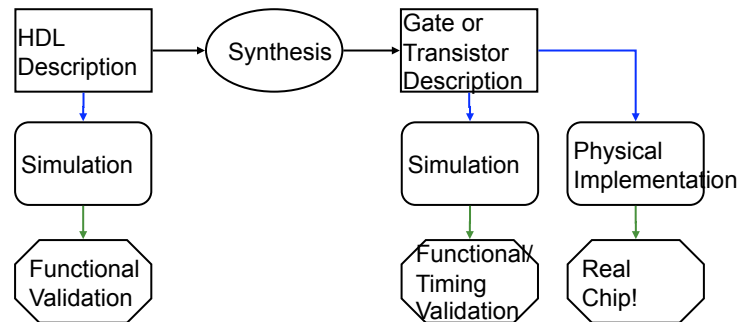 HDL
Description
Synthesis
Gate or
Transistor
Description
Simulation
Simulation
Physical
Implementation
Functional
Validation
Functional/
Timing
Validation
Real
Chip!